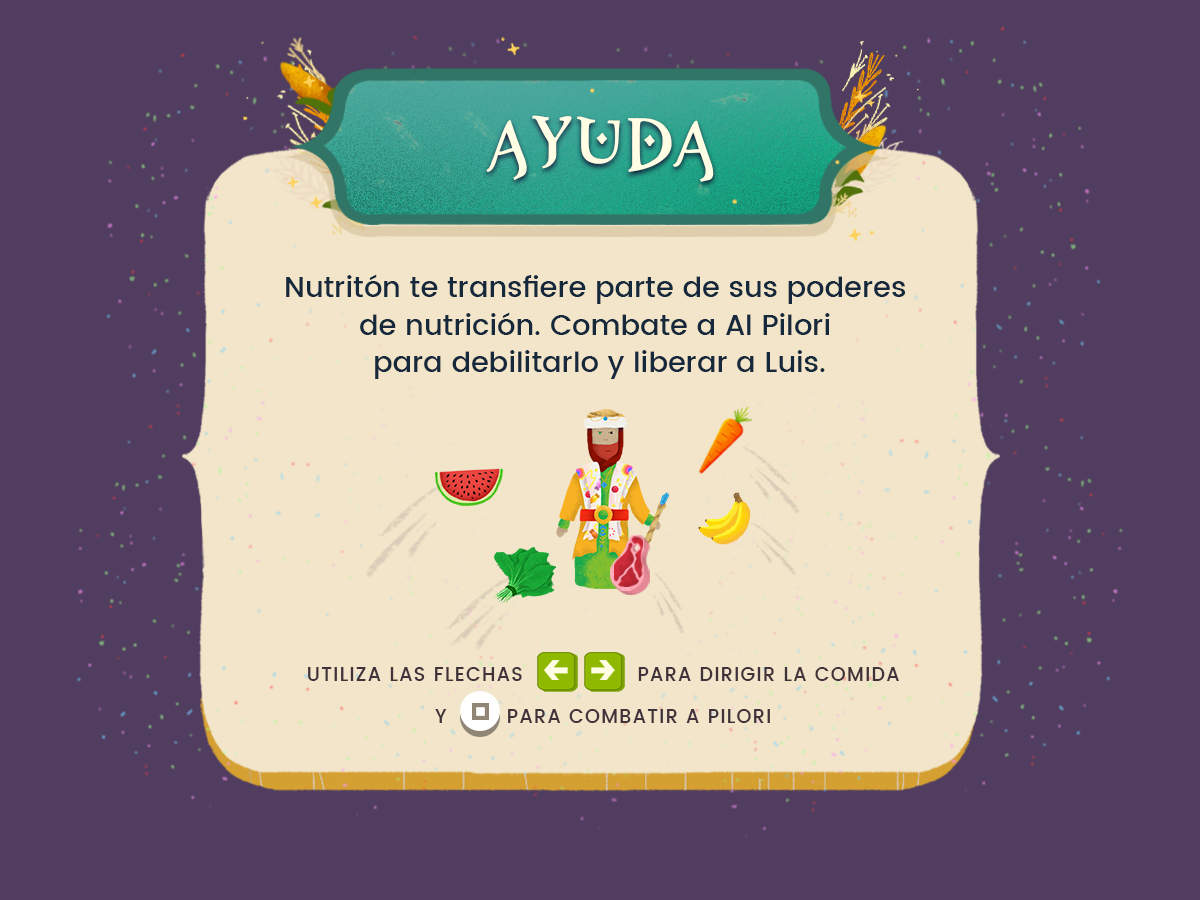 AYUDA
Nutritón te transfiere parte de sus poderes
de nutrición. Combate a Al Pilori
para debilitarlo y liberar a Luis.
UTILIZA LAS FLECHAS PARA DIRIGIR LA COMIDA
Y PARA COMBATIR A PILORI